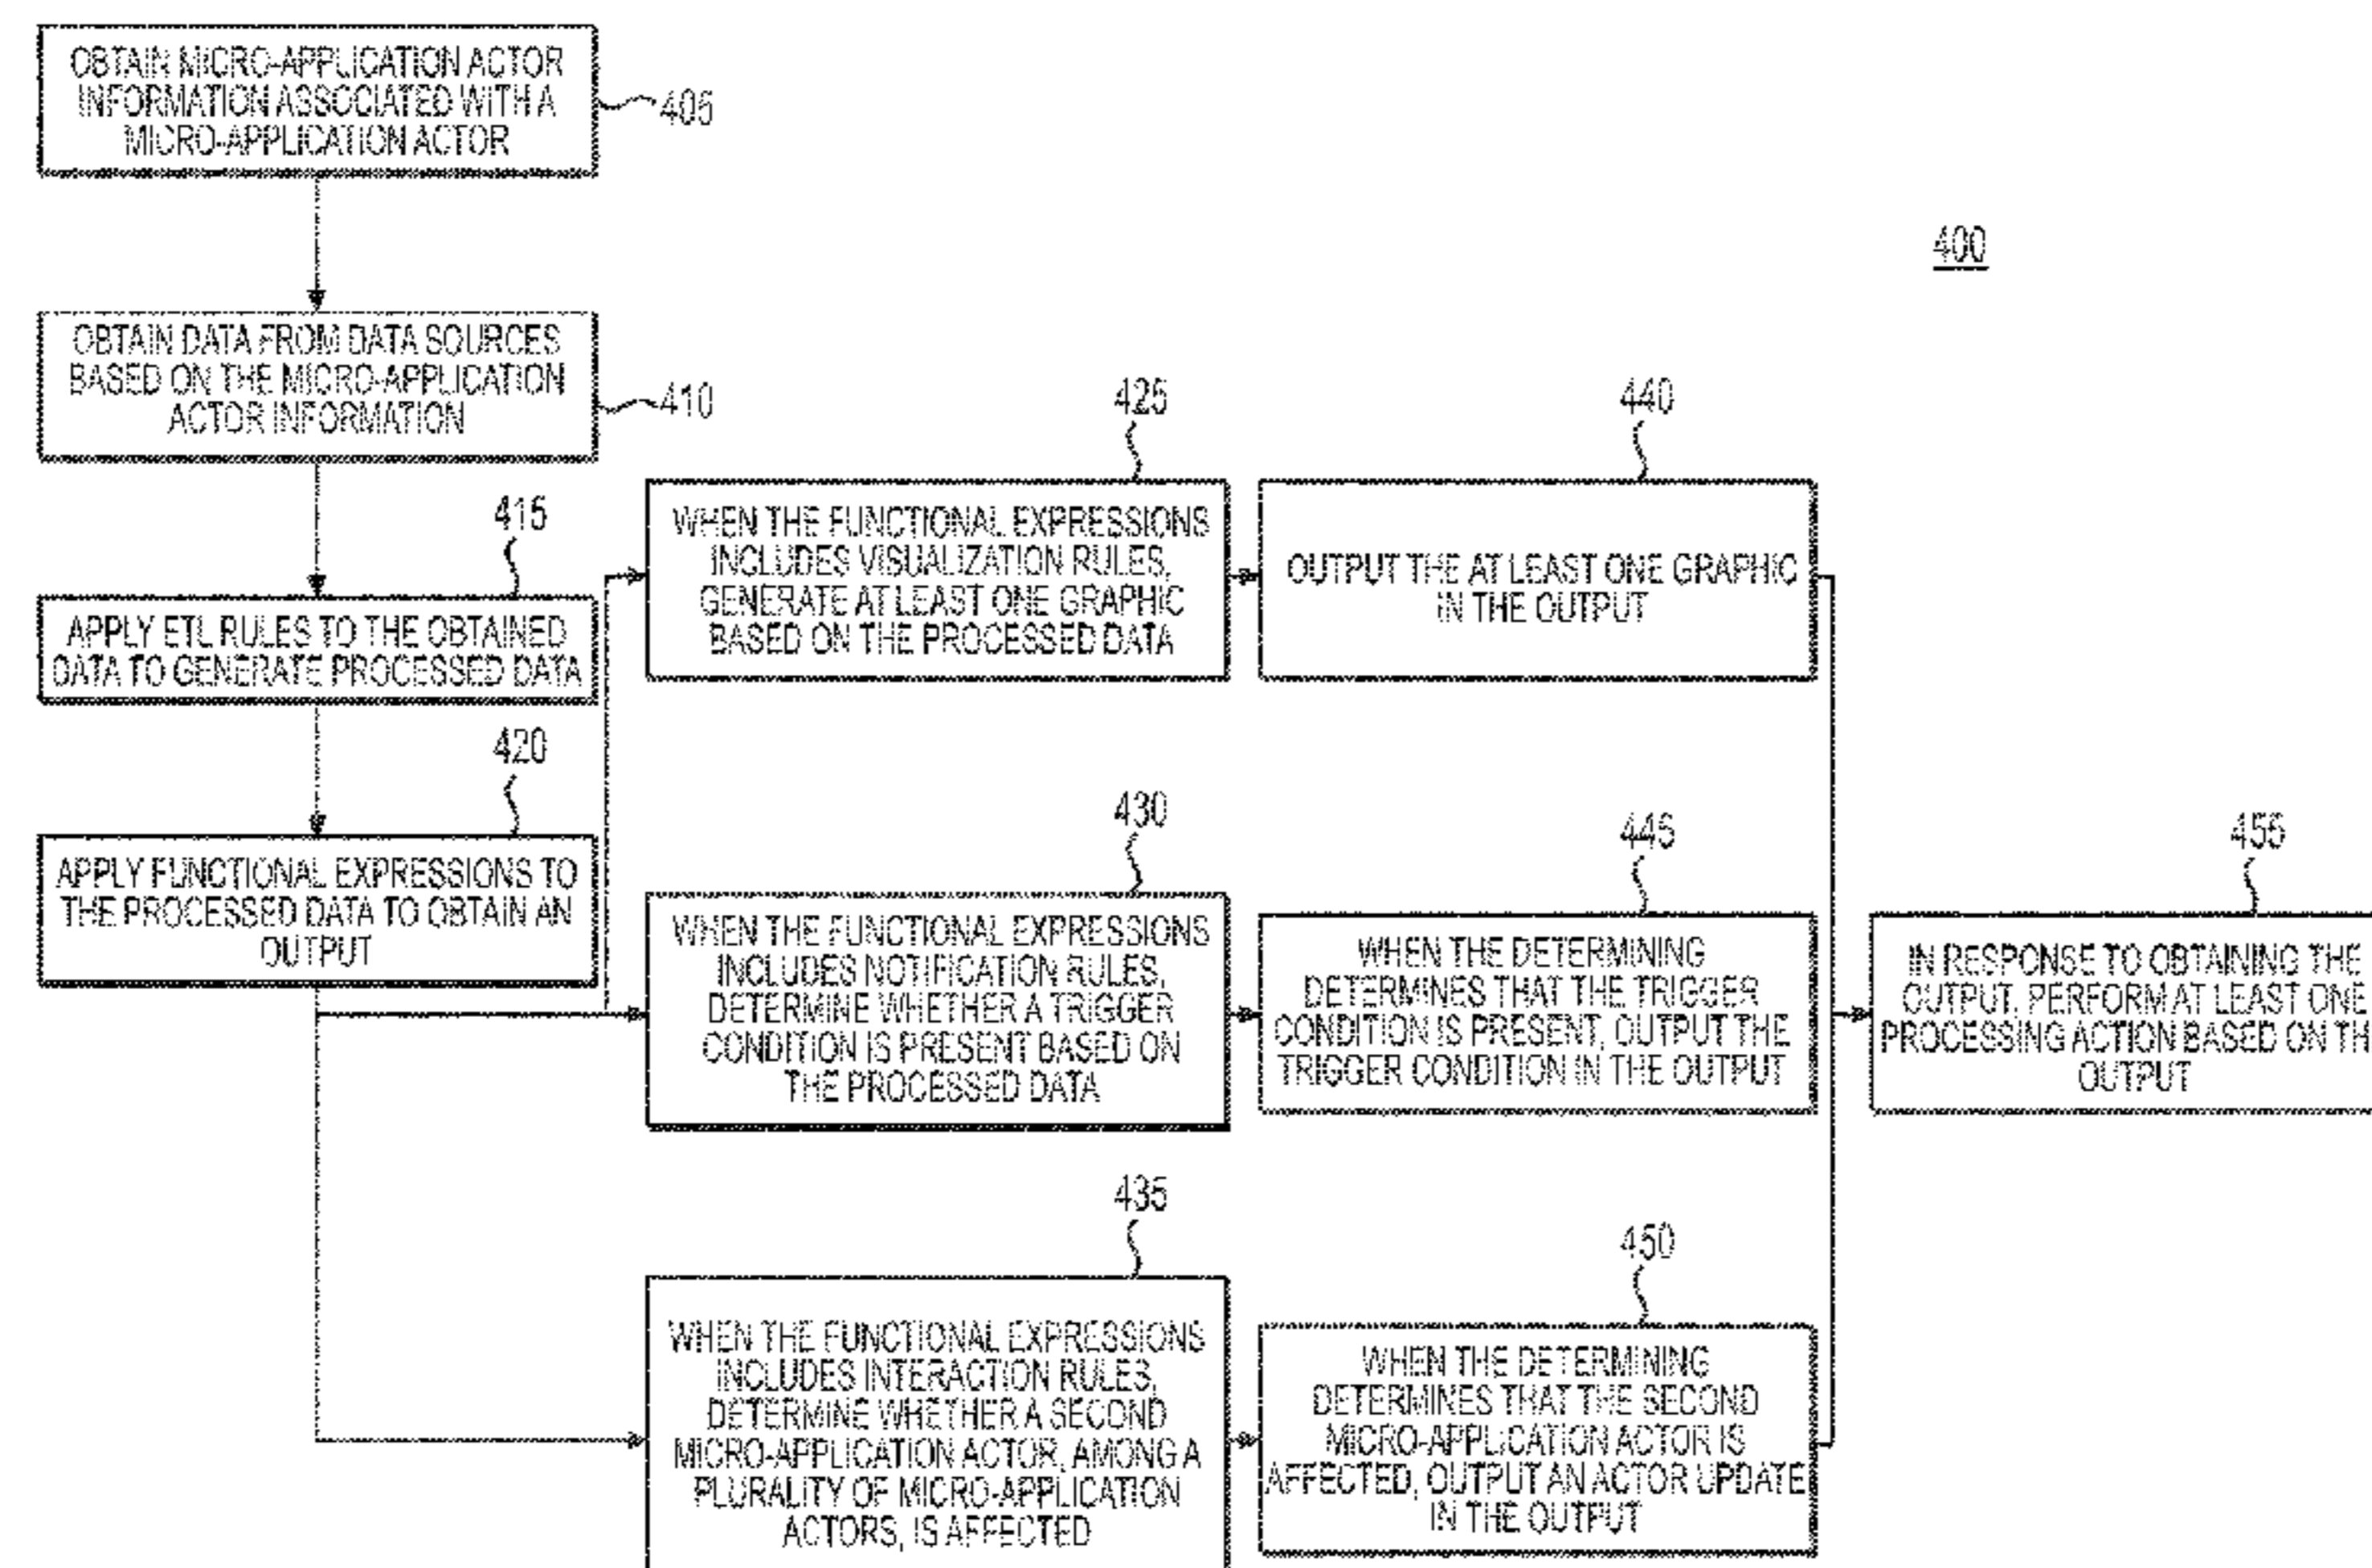 OBTAIN MICRO-APPLICATION ACTOR
INFORMATION ASSOCIATED WITH A
MICRO-APPLICATION ACTOR
405
400
OBTAIN DATA FROM DATA SOURCES
BASED ON THE MICRO-APPLICATION
ACTOR INFORMATION
410
415
APPLY ETL RULES TO THE OBTAINED
DATA TO GENERATE PROCESSED DATA
420
APPLY FUNCTIONAL EXPRESSIONS TO
THE PROCESSED DATA TO OBTAIN AN
OUTPUT
425
WHEN THE FUNCTIONAL EXPRESSIONS
INCLUDES VISUALIZATION RULES,
GENERATE AT LEAST ONE GRAPHIC
BASED ON THE PROCESSED DATA
440
OUTPUT THE AT LEAST ONE GRAPHIC
IN THE OUTPUT
430
WHEN THE FUNCTIONAL EXPRESSIONS
INCLUDES NOTIFICATION RULES,
DETERMINE WHETHER A TRIGGER
CONDITION IS PRESENT BASED ON
THE PROCESSED DATA
445
WHEN THE DETERMINING
DETERMINES THAT THE TRIGGER
CONDITION IS PRESENT, OUTPUT THE
TRIGGER CONDITION IN THE OUTPUT
455
IN RESPONSE TO OBTAINING THE
OUTPUT, PERFORM AT LEAST ONE
PROCESSING ACTION BASED ON TH
OUTPUT
435
WHEN THE FUNCTIONAL EXPRESSIONS
INCLUDES INTERACTION RULES,
DETERMINE WHETHER A SECOND
MICRO-APPLICATION ACTOR, AMONG A
PLURALITY OF MICRO-APPLICATION
ACTORS, IS AFFECTED
450
WHEN THE DETERMINING
DETERMINES THAT THE SECOND
MICRO-APPLICATION ACTOR IS
AFFECTED, OUTPUT AN ACTOR UPDATE
IN THE OUTPUT